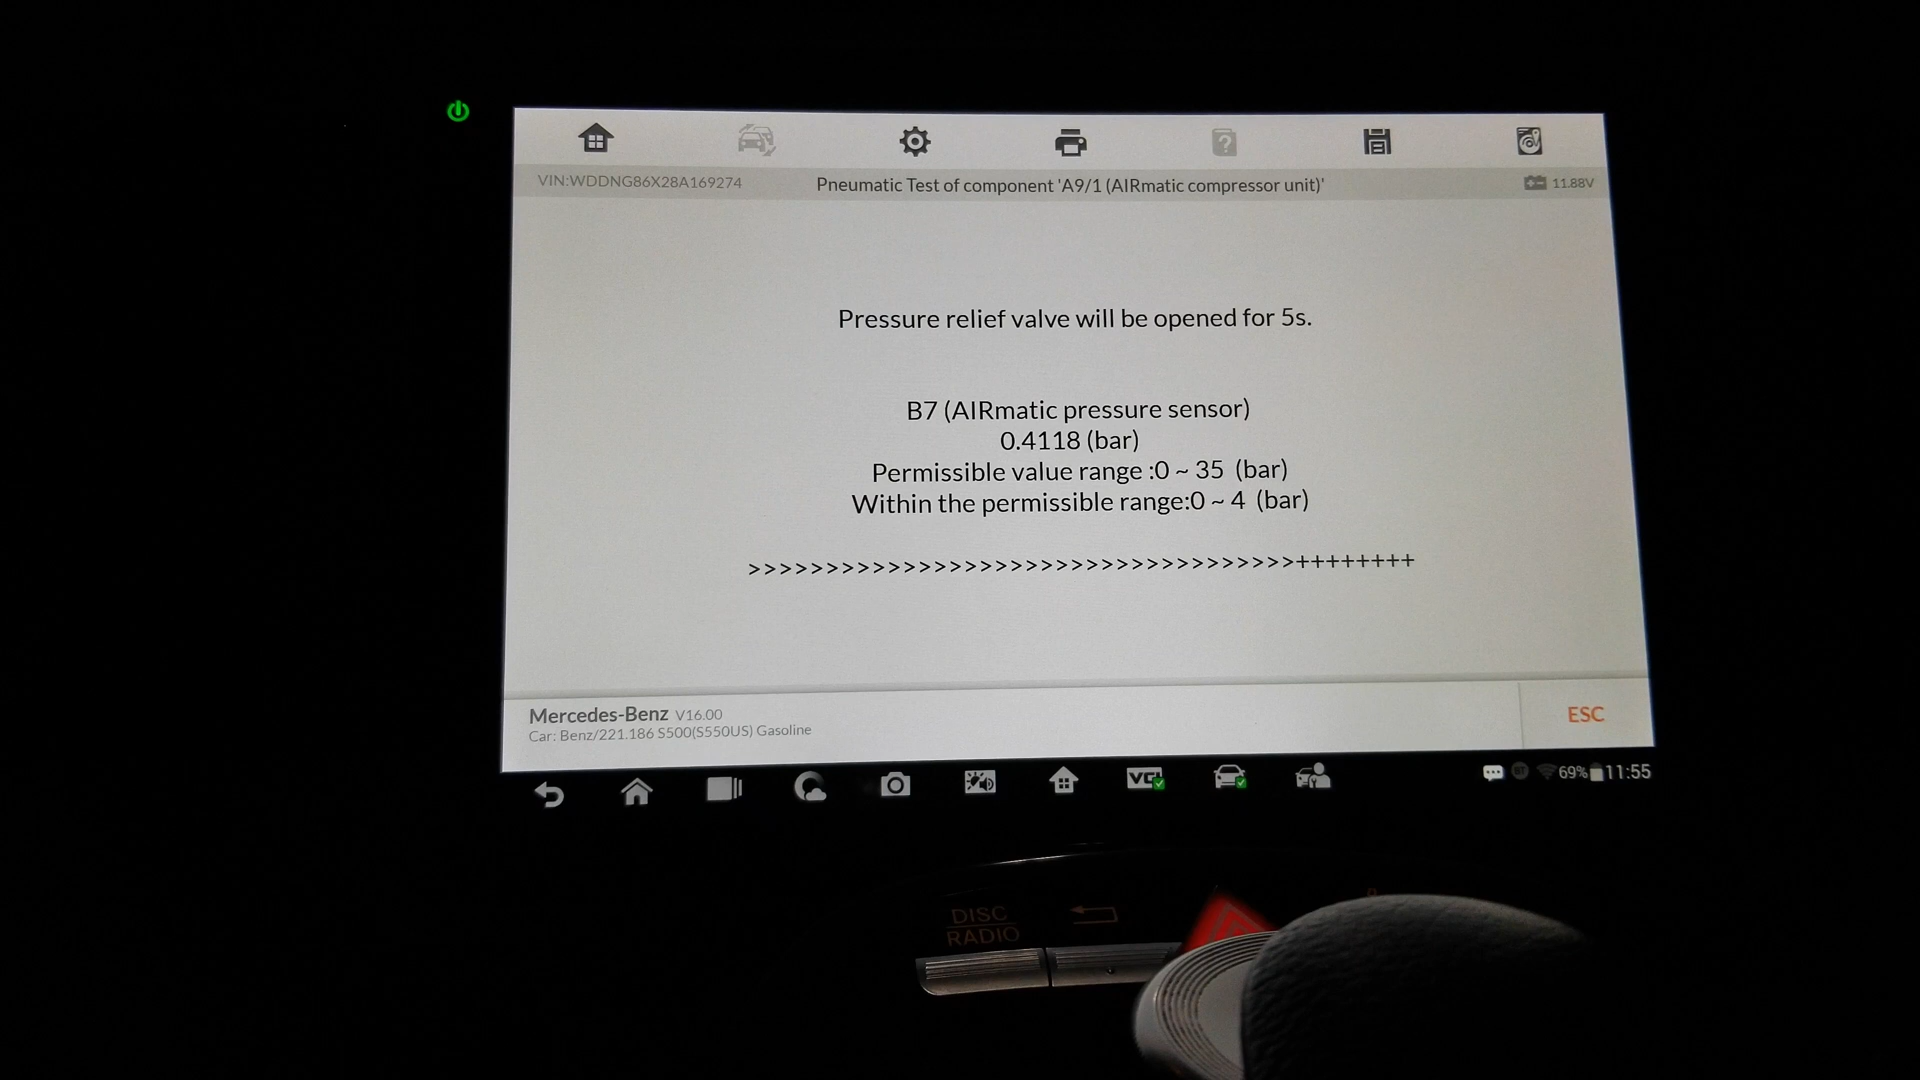 VIN:WDDNG86X28A169274
Pneumatic Test of component 'A9/1 (AIRmatic compressor unit)'
11.88V
Pressure relief valve will be opened for 5s.
B7 (AIRmatic pressure sensor)
0.4118 (bar)
Permissible value range :0 ~ 35 (bar)
Within the permissible range:0 ~ 4 (bar)
>>>>>>>>>>>>>>>>>>>>>>>>>>>>>>>>>>>>++++++++
Mercedes-Benz V16.00
Car: Benz/221.186 S500(S550US) Gasoline
ESC
VCI
69%
11:55
DISC
RADIO